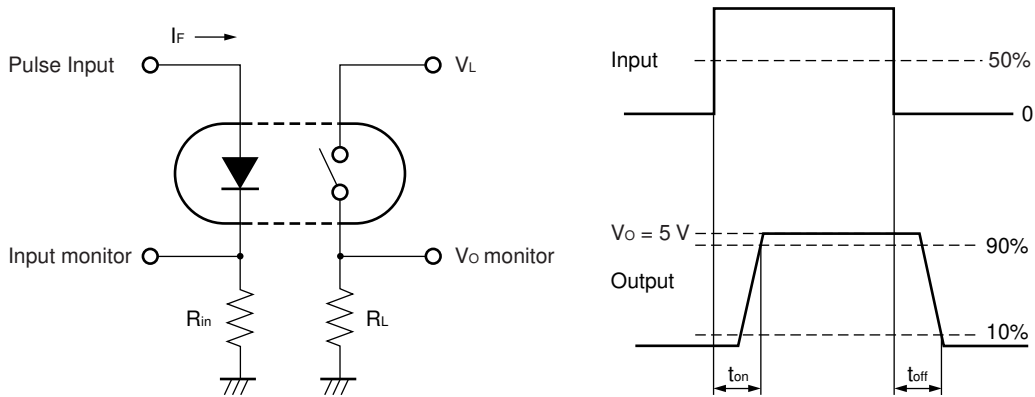 IF
Pulse Input
VL
Input monitor
VO monitor
Rin
RL
Input
50%
0
VO = 5 V
90%
Output
10%
ton
toff